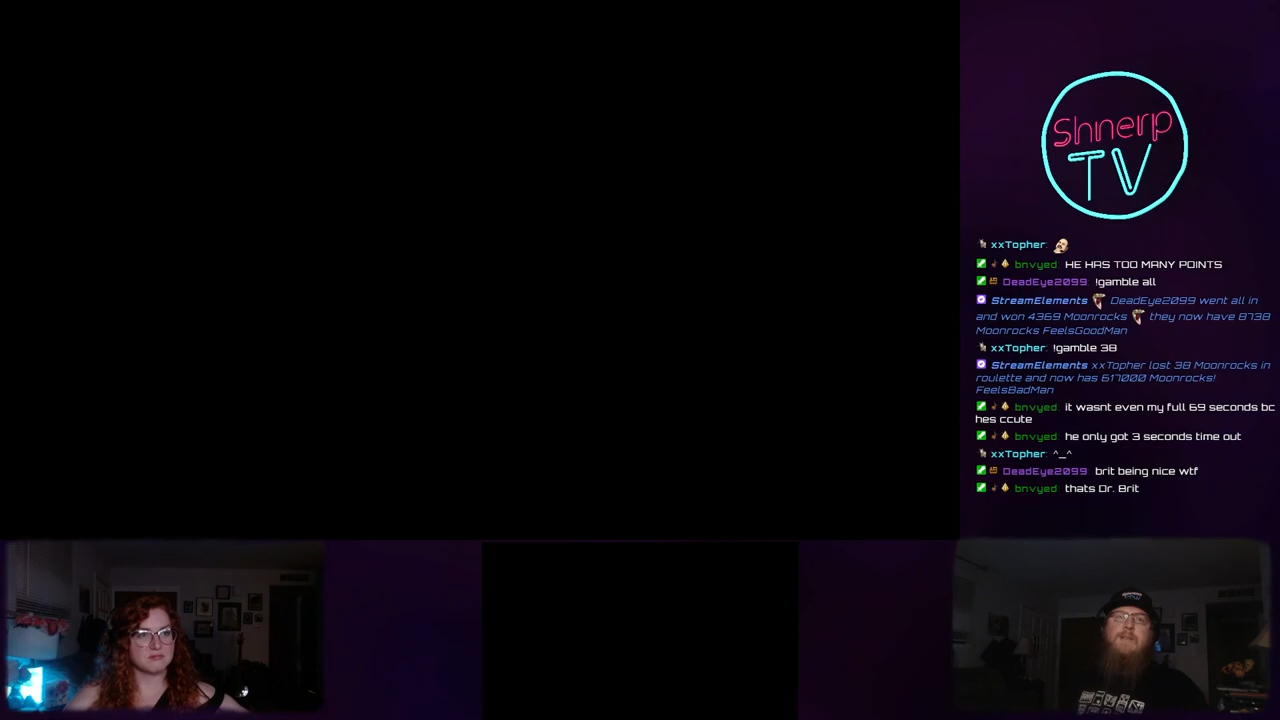 Shnerp
TV
xxTopher:
bnvyed: HE HAS TOO MANY POINTS
DeadEye2099: !gamble all
StreamElements DeadEye2099 went all in
and won 4369 Moonrocks they now have 8738
Moonrocks FeelsGoodMan
xxTopher: !gamble 38
StreamElements xxTopher lost 38 Moonrocks in
roulette and now has 617000 Moonrocks!
FeelsBadMan
bnvyed: it wasnt even my full 69 seconds bc
hes ccute
bnvyed: he only got 3 seconds time out
xxTopher: ^_^
DeadEye2099: brit being nice wtf
bnvyed: thats Dr. Brit